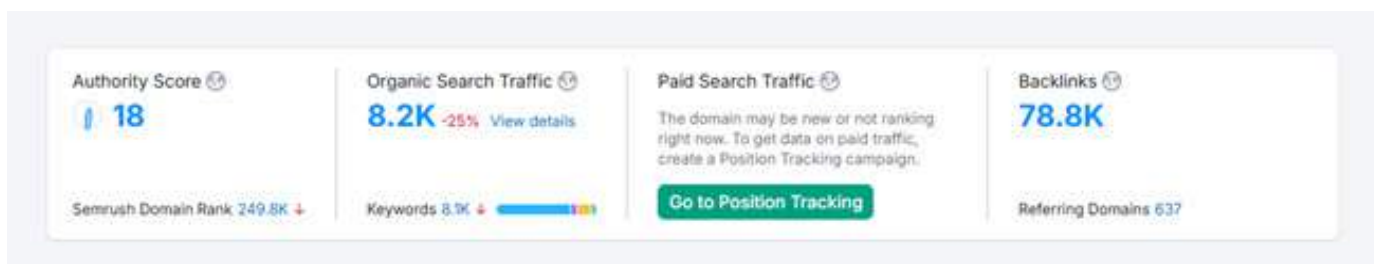 Authority Score
18
Semrush Domain Rank 249.8K ↓
Organic Search Traffic
8.2K -25% View details
Keywords 8.1K ↓
Paid Search Traffic
The domain may be new or not ranking
right now. To get data on paid traffic,
create a Position Tracking campaign.
Go to Position Tracking
Backlinks
78.8K
Referring Domains 637